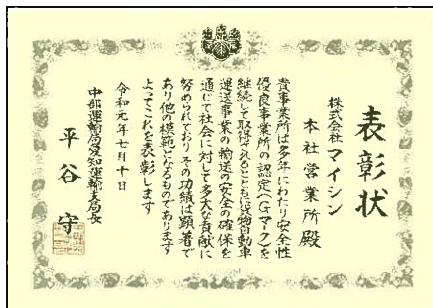 表彰状
株式会社マイシン
本社営業所殿
貴事業所は多年にわたり安全性
優良事業所の認定(Gマーク)を
継続して取得されるとともに貨物自動車
運送事業の輸送の安全の確保を
通じて社会に対して多大な貢献に
努められておりその功績は顕著で
あり他の模範となるものであります
よってこれを表彰します
令和元年七月十日
中部運輸局愛知運輸支局長
平谷守